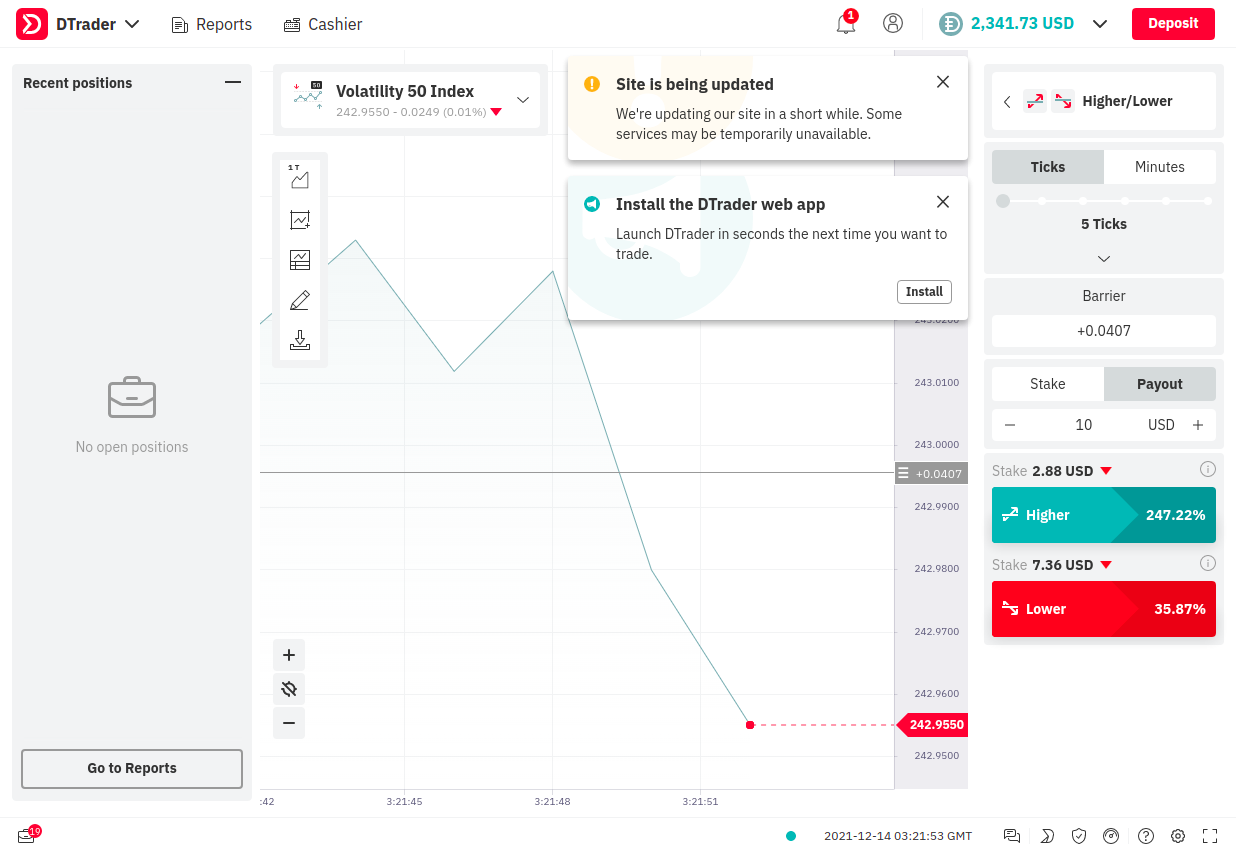 DTrader
Reports
Cashier
1
2,341.73 USD
Deposit
Recent positions
No open positions
Go to Reports
50
Volatility 50 Index
242.9550 - 0.0249 (0.01%)
1 T
Site is being updated
We're updating our site in a short while. Some
services may be temporarily unavailable.
Install the DTrader web app
Launch DTrader in seconds the next time you want to
trade.
Install
243.0200
243.0100
243.0000
+0.0407
242.9900
242.9800
242.9700
242.9600
242.9550
242.9500
:42
3:21:45
3:21:48
3:21:51
Higher/Lower
Ticks
Minutes
5 Ticks
Barrier
+0.0407
Stake
Payout
10
USD
Stake 2.88 USD
Higher
247.22%
Stake 7.36 USD
Lower
35.87%
19
2021-12-14 03:21:53 GMT